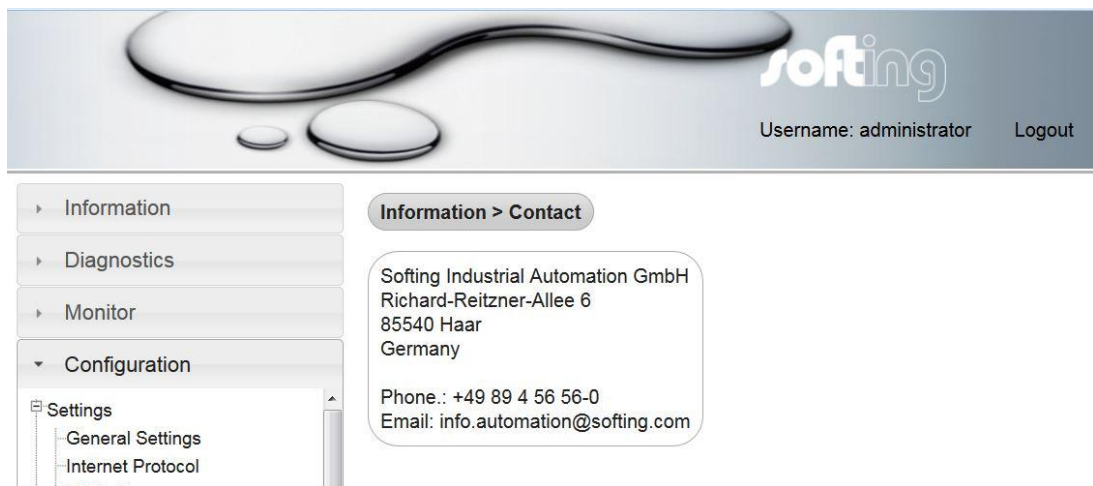 softing
Username: administrator Logout
Information
Diagnostics
Monitor
Configuration
Settings
General Settings
Internet Protocol
Information > Contact
Softing Industrial Automation GmbH
Richard-Reitzner-Allee 6
85540 Haar
Germany
Phone.: +49 89 4 56 56-0
Email: info.automation@softing.com